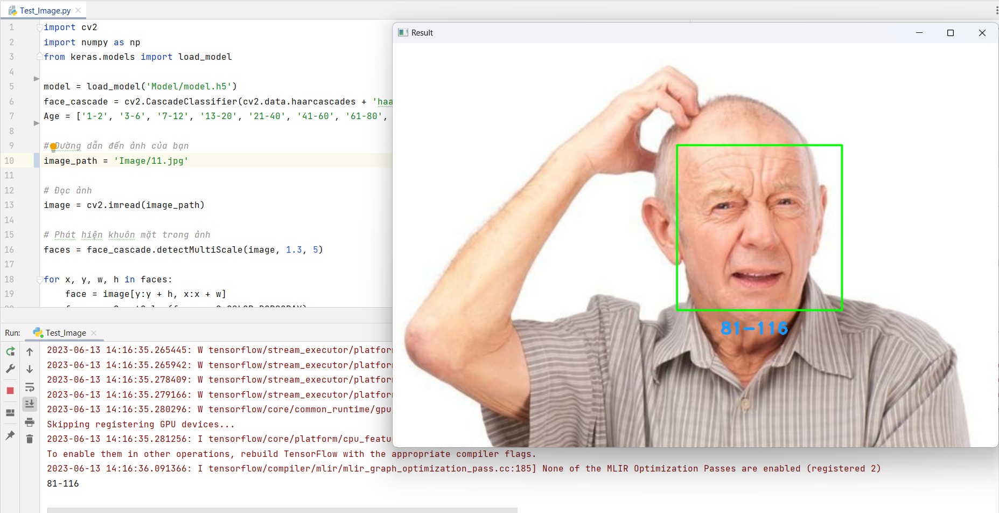 Test_Image.py
1 import cv2
2 import numpy as np
3 from keras.models import load_model
4
5 model = load_model('Model/model.h5')
6 face_cascade = cv2.CascadeClassifier(cv2.data.haarcascades + 'haa
7 Age = ['1-2', '3-6', '7-12', '13-20', '21-40', '41-60', '61-80',
8
9 # Đường dẫn đến ảnh của bạn
10 image_path = 'Image/11.jpg'
11
12 # Đọc ảnh
13 image = cv2.imread(image_path)
14
15 # Phát hiện khuôn mặt trong ảnh
16 faces = face_cascade.detectMultiScale(image, 1.3, 5)
17
18 for x, y, w, h in faces:
19 face = image[y:y + h, x:x + w]
Result
81-116
Run: Test_Image
2023-06-13 14:16:35.265445: W tensorflow/stream_executor/platform
2023-06-13 14:16:35.265942: W tensorflow/stream_executor/platform
2023-06-13 14:16:35.278409: W tensorflow/stream_executor/platform
2023-06-13 14:16:35.279166: W tensorflow/stream_executor/platform
2023-06-13 14:16:35.280296: W tensorflow/core/common_runtime/gpu
Skipping registering GPU devices...
2023-06-13 14:16:35.281256: I tensorflow/core/platform/cpu_featu
To enable them in other operations, rebuild TensorFlow with the appropriate compiler flags.
2023-06-13 14:16:36.091366: I tensorflow/compiler/mlir/mlir_graph_optimization_pass.cc:185] None of the MLIR Optimization Passes are enabled (registered 2)
81-116